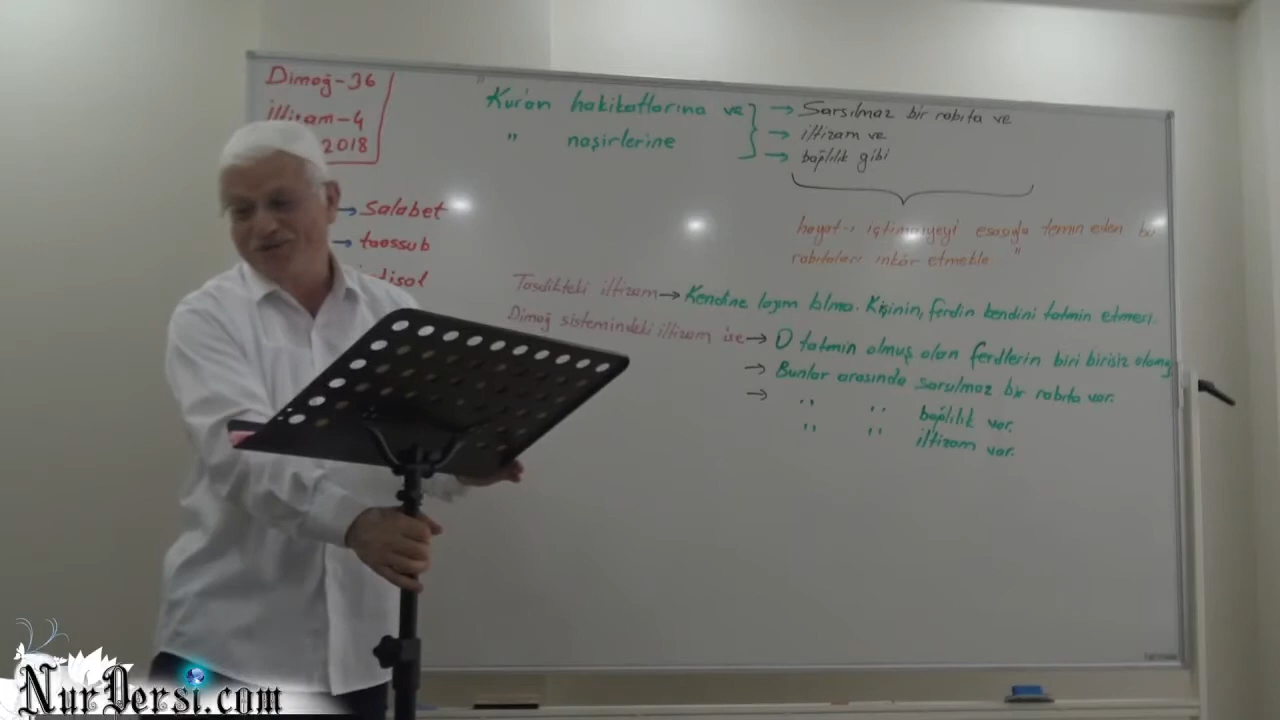 Dimağ-36
İltizam-4
2018
→ Salabet
→ taassub
" Kur'an hakikatlarına ve
" naşirlerine
→ Sarsılmaz bir rabıta ve
→ iltizam ve
→ bağlılık gibi
hayat-ı içtimaiyeyi esasıyla temin eden bu
rabıtaları inkâr etmekle "
Tasdikteki iltizam → Kendine lazım kılma. Kişinin, ferdin kendini tatmin etmesi.
Dimağ sistemindeki iltizam ise → O tatmin olmuş olan ferdlerin biri birisiz olamaz
→ Bunlar arasında sarsılmaz bir rabıta var.
→ " " bağlılık var.
" " iltizam var.
NurDersi.com